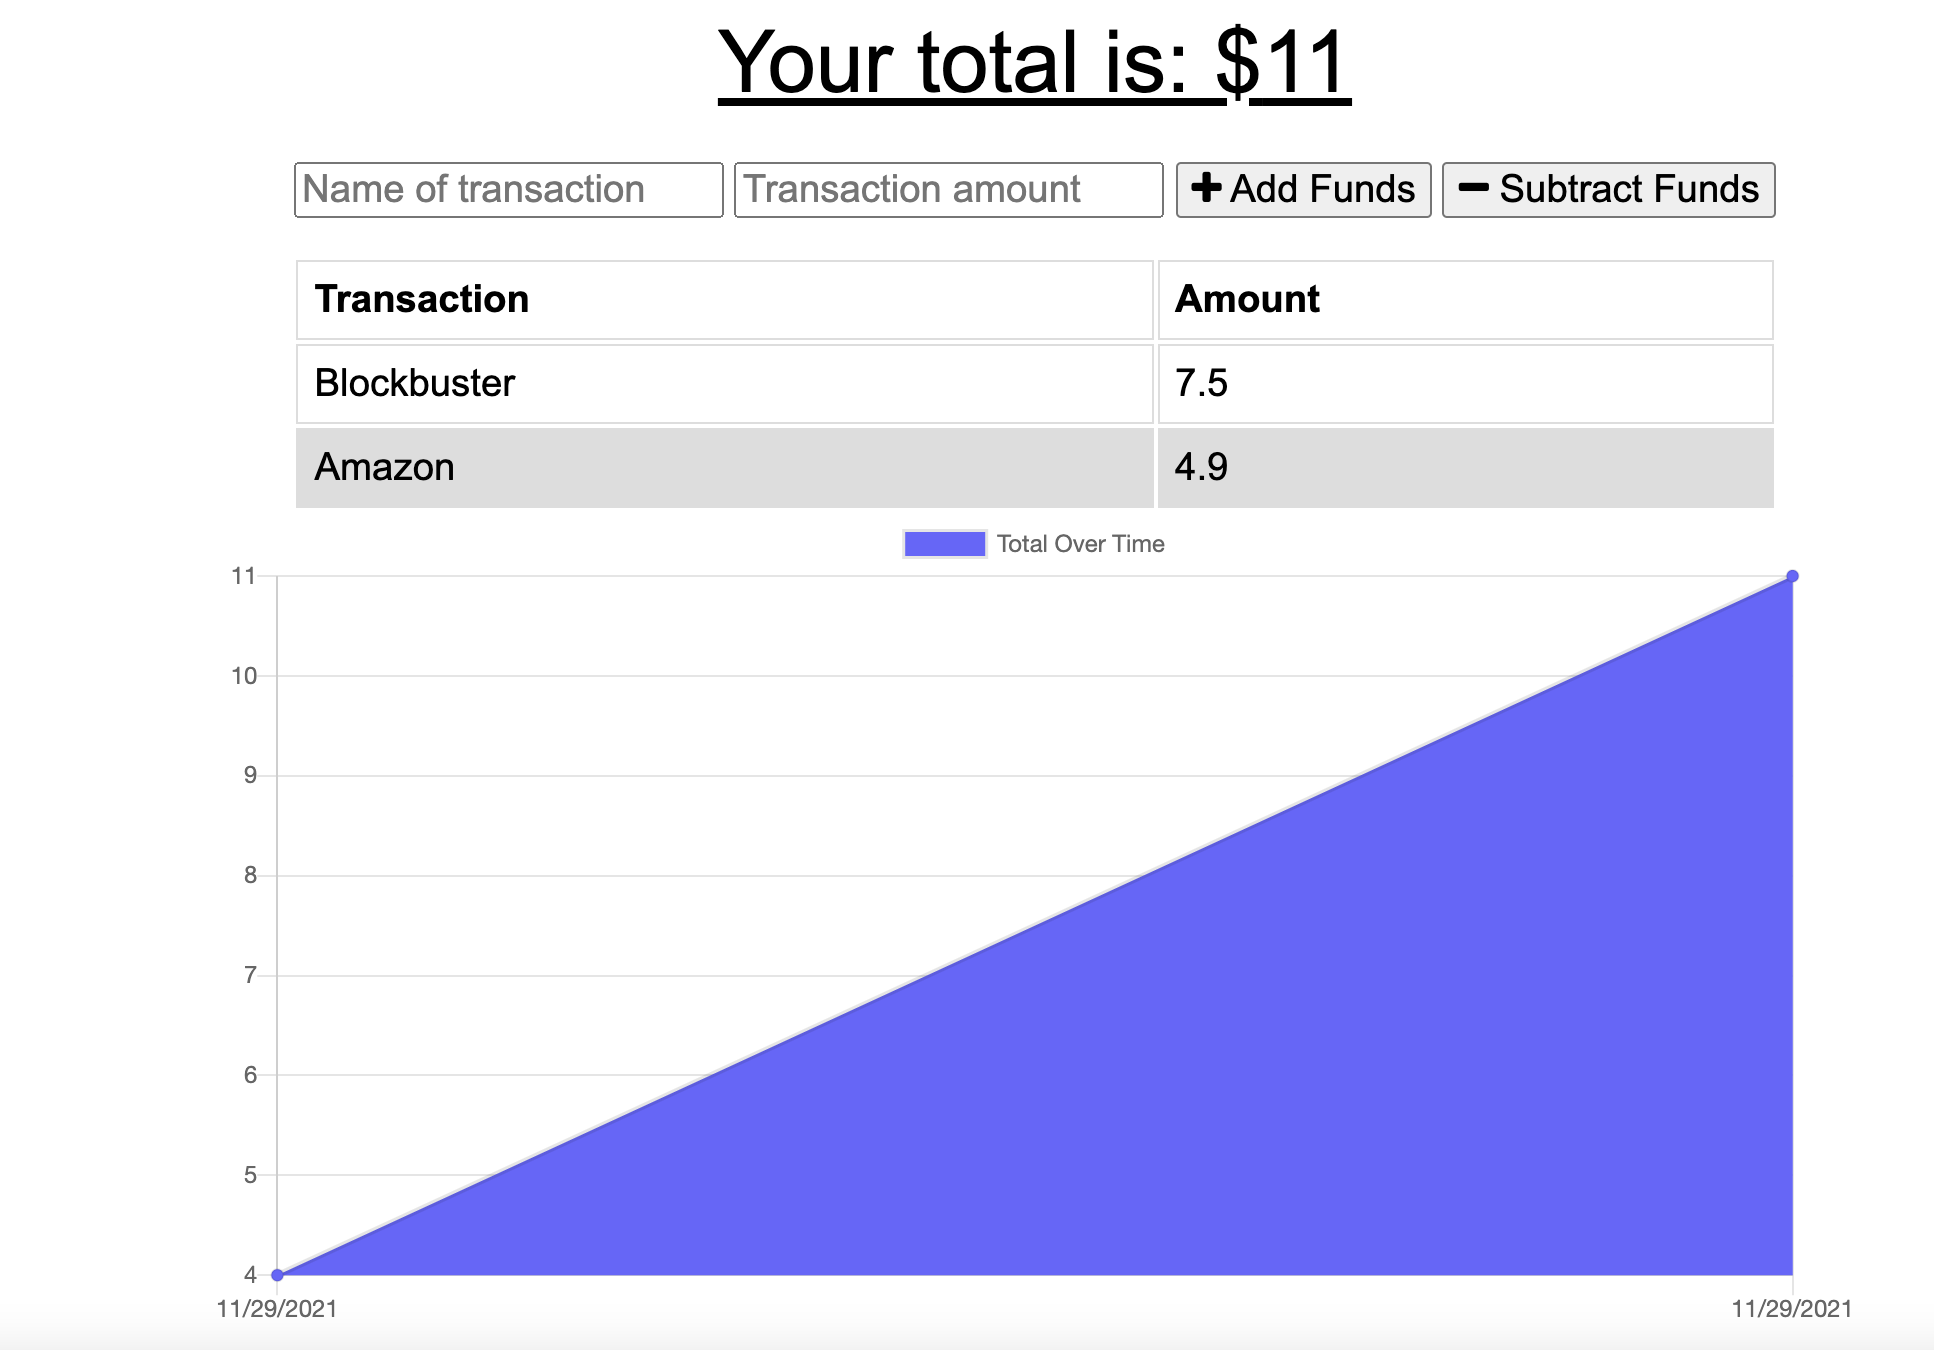 Your total is: $11
Name of transaction Transaction amount + Add Funds − Subtract Funds
Transaction Amount
Blockbuster 7.5
Amazon 4.9
Total Over Time
11
10
9
8
7
6
5
4
11/29/2021 11/29/2021